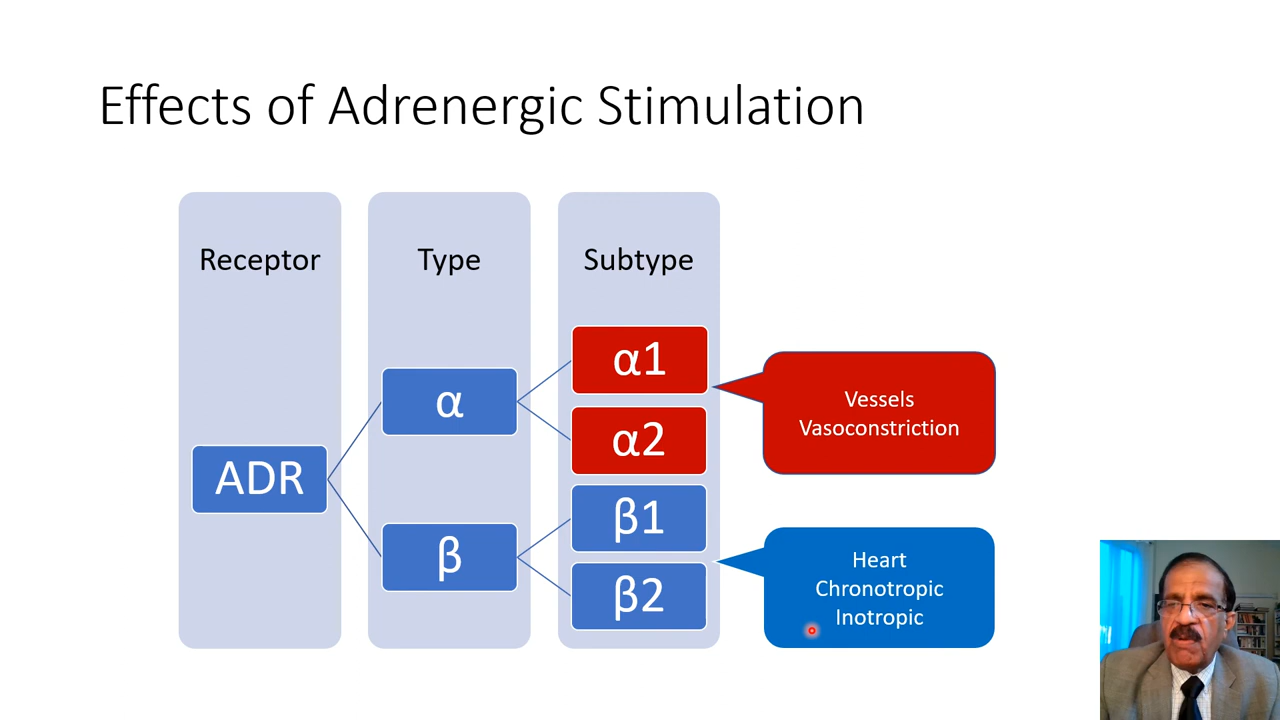 Effects of Adrenergic Stimulation
Receptor
Type
Subtype
ADR
α
β
α1
α2
β1
β2
Vessels
Vasoconstriction
Heart
Chronotropic
Inotropic